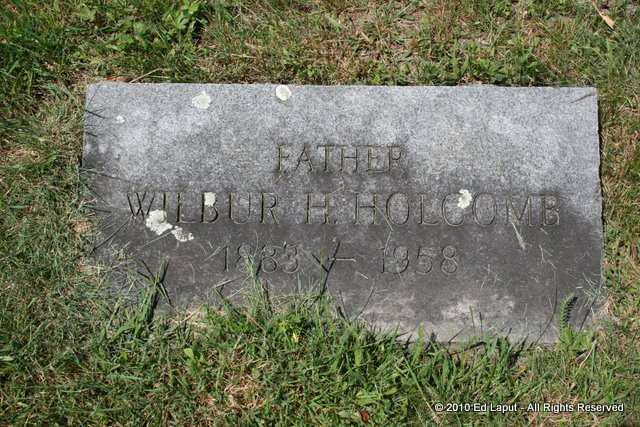 FATHER
WILBUR H. HOLCOMB
1883 – 1958
© 2010 Ed Laput - All Rights Reserved